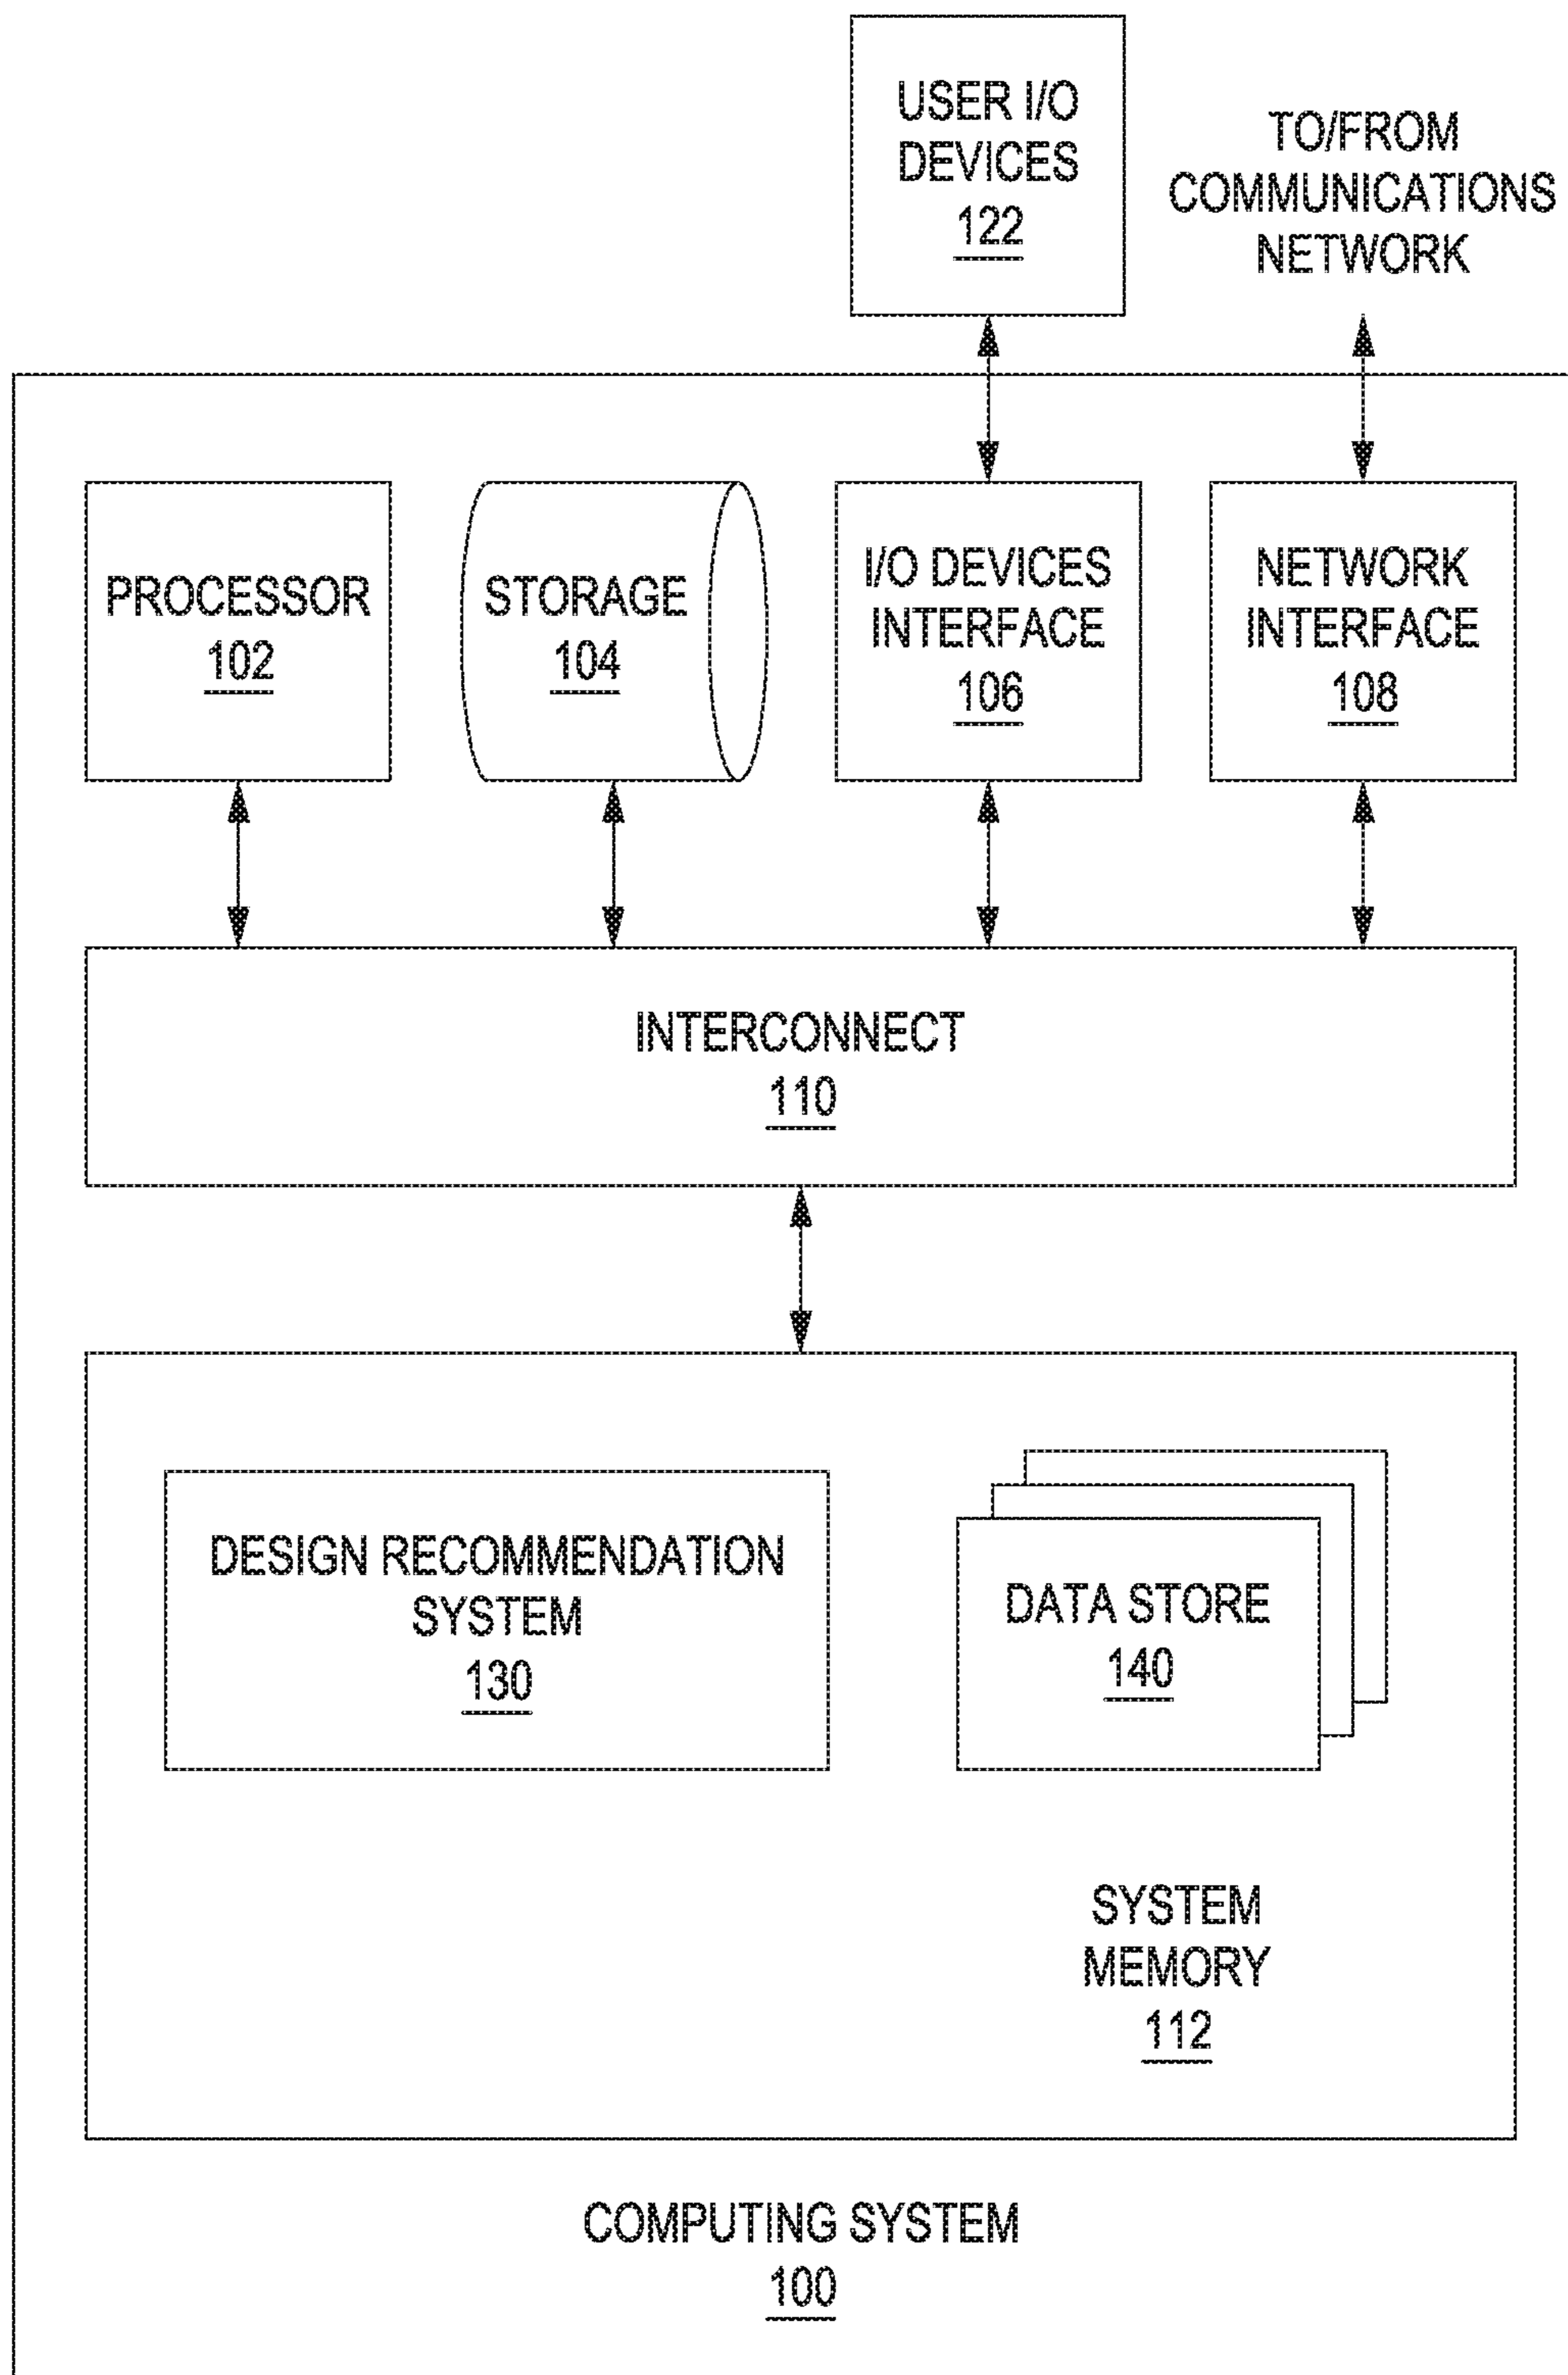 USER I/O
DEVICES
122
TO/FROM
COMMUNICATIONS
NETWORK
PROCESSOR
102
STORAGE
104
I/O DEVICES
INTERFACE
106
NETWORK
INTERFACE
108
INTERCONNECT
110
DESIGN RECOMMENDATION
SYSTEM
130
DATA STORE
140
SYSTEM
MEMORY
112
COMPUTING SYSTEM
100